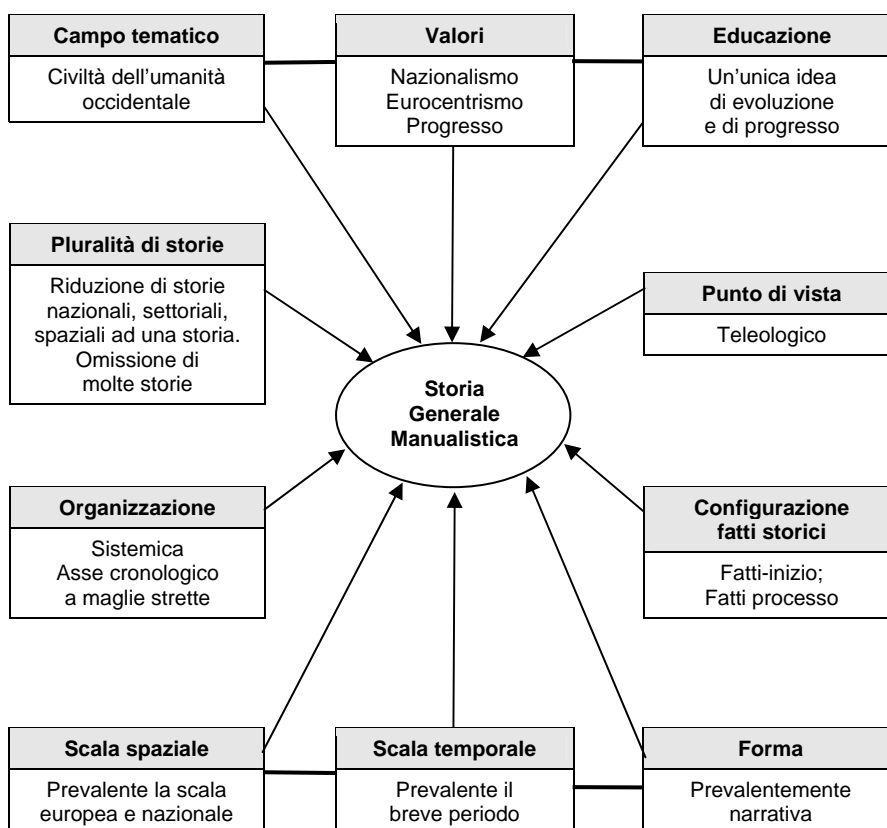 Campo tematico
Civiltà dell'umanità
occidentale
Valori
Nazionalismo
Eurocentrismo
Progresso
Educazione
Un'unica idea
di evoluzione
e di progresso
Pluralità di storie
Riduzione di storie
nazionali, settoriali,
spaziali ad una storia.
Omissione di
molte storie
Punto di vista
Teleologico
Storia
Generale
Manualistica
Organizzazione
Sistemica
Asse cronologico
a maglie strette
Configurazione
fatti storici
Fatti-inizio;
Fatti processo
Scala spaziale
Prevalente la scala
europea e nazionale
Scala temporale
Prevalente il
breve periodo
Forma
Prevalentemente
narrativa